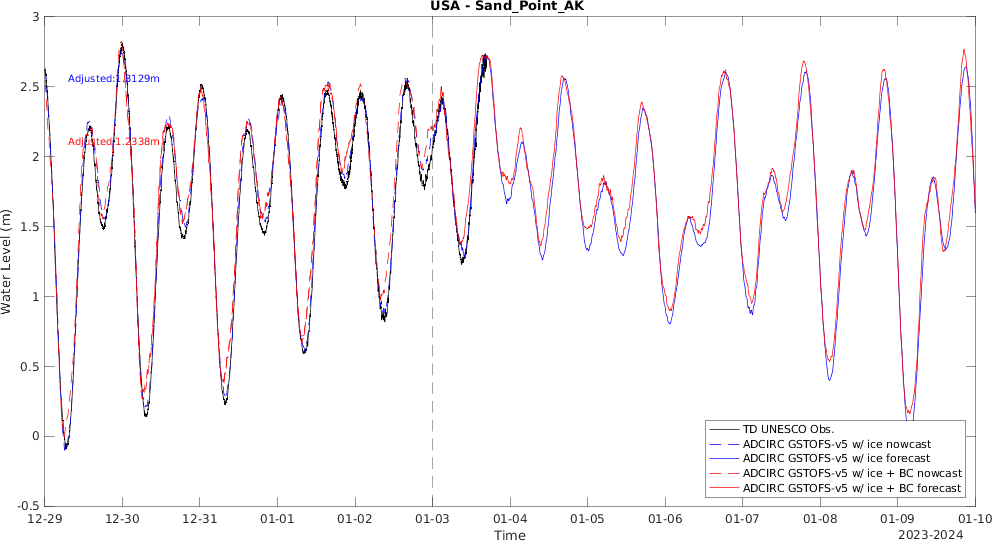 USA - Sand_Point_AK
3
2.5
2
1.5
1
0.5
0
-0.5
Water Level (m)
Adjusted:1.3129m
Adjusted:1.2338m
TD UNESCO Obs.
ADCIRC GSTOFS-v5 w/ ice nowcast
ADCIRC GSTOFS-v5 w/ ice forecast
ADCIRC GSTOFS-v5 w/ ice + BC nowcast
ADCIRC GSTOFS-v5 w/ ice + BC forecast
12-29 12-30 12-31 01-01 01-02 01-03 01-04 01-05 01-06 01-07 01-08 01-09 01-10
Time
2023-2024